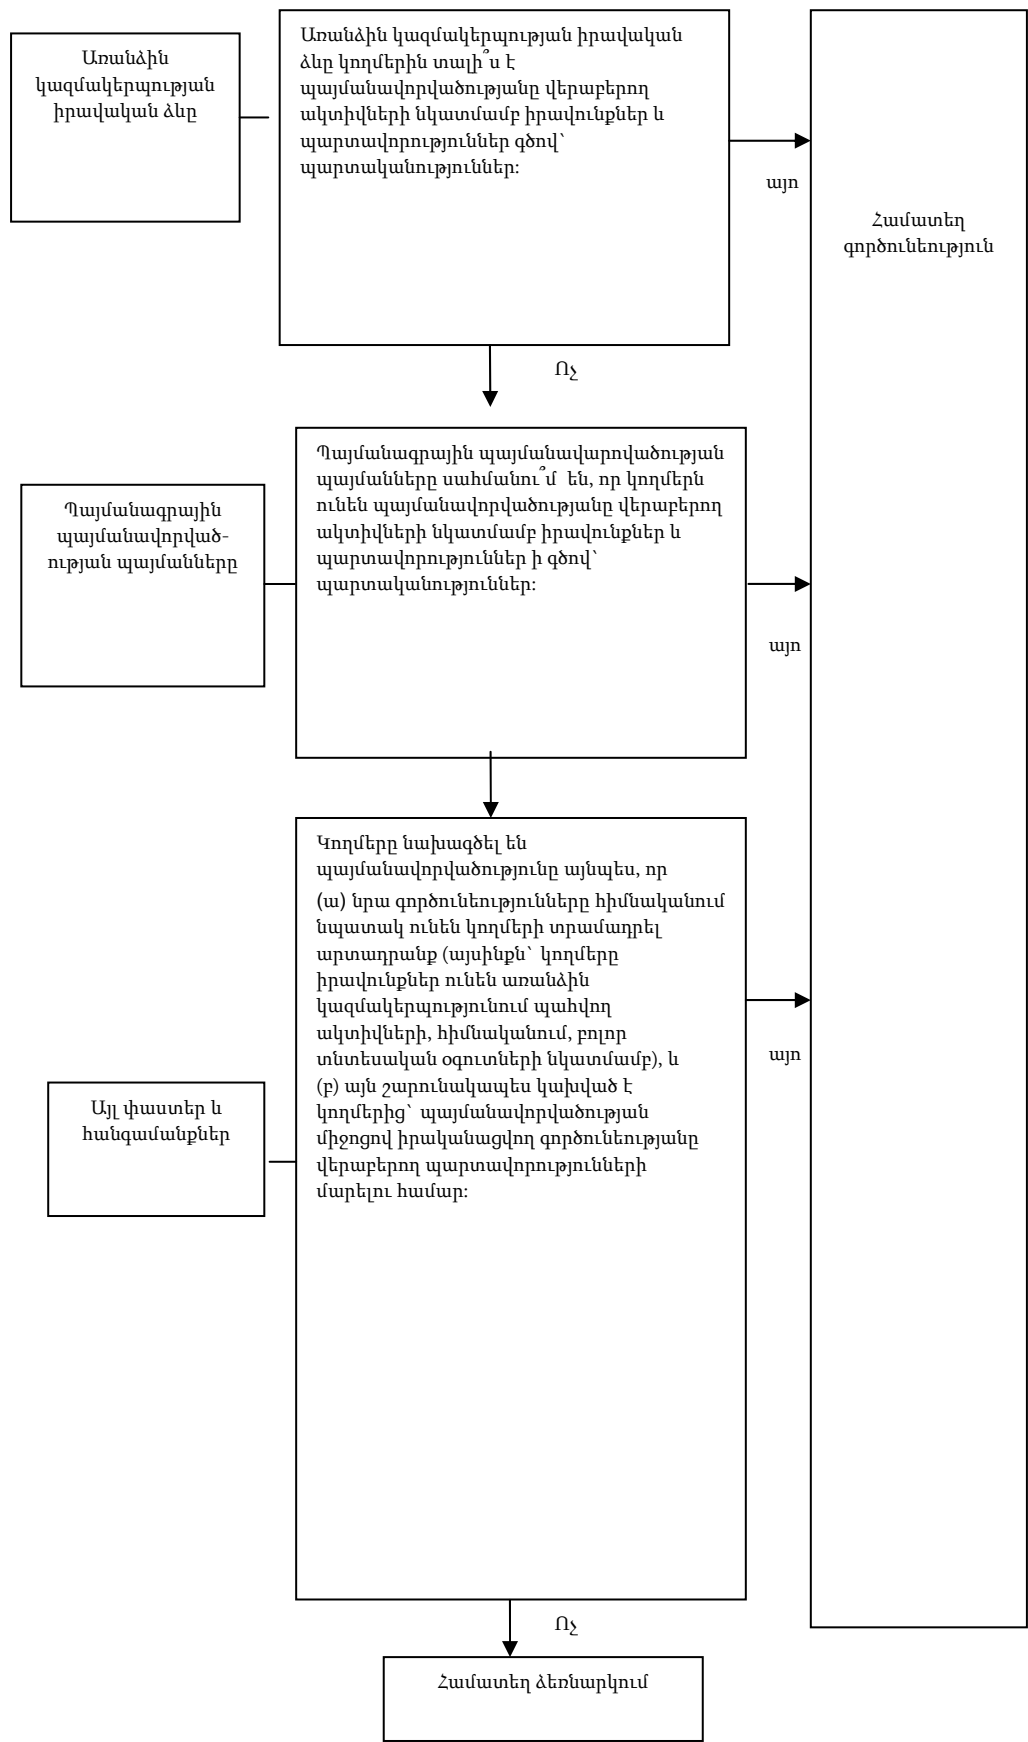 Առանձին
կազմակերպության
իրավական ձևը
Առանձին կազմակերպության իրավական
ձևը կողմերին տալի՞ս է
պայմանավորվածությանը վերաբերող
ակտիվների նկատմամբ իրավունքներ և
պարտավորություններ գծով՝
պարտականություններ:
այո
Համատեղ
գործունեություն
Ոչ
Պայմանագրային
պայմանավորված-
ության պայմանները
Պայմանագրային պայմանավարովածության
պայմանները սահմանու՞մ են, որ կողմերն
ունեն պայմանավորվածությանը վերաբերող
ակտիվների նկատմամբ իրավունքներ և
պարտավորություններ ի գծով՝
պարտականություններ:
այո
Կողմերը նախագծել են
պայմանավորվածությունը այնպես, որ
(ա) նրա գործունեությունները հիմնականում
նպատակ ունեն կողմերի տրամադրել
արտադրանք (այսինքն՝ կողմերը
իրավունքներ ունեն առանձին
կազմակերպությունում պահվող
ակտիվների, հիմնականում, բոլոր
տնտեսական օգուտների նկատմամբ), և
(բ) այն շարունակապես կախված է
կողմերից՝ պայմանավորվածության
միջոցով իրականացվող գործունեությանը
վերաբերող պարտավորությունների
մարելու համար:
այո
Այլ փաստեր և
հանգամանքներ
Ոչ
Համատեղ ձեռնարկում